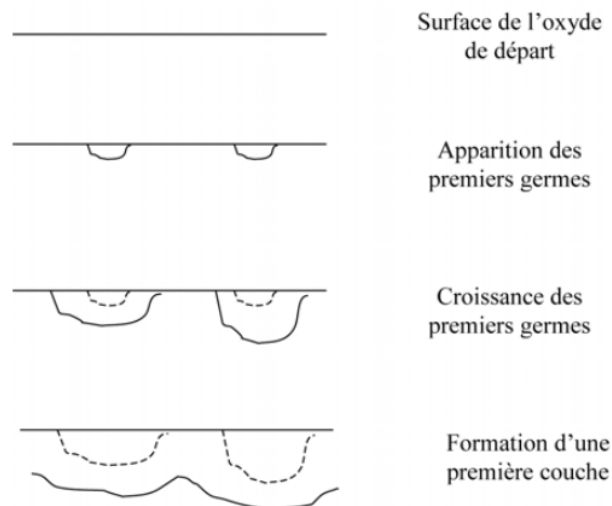 Surface de l’oxyde
de départ
Apparition des
premiers germes
Croissance des
premiers germes
Formation d’une
première couche